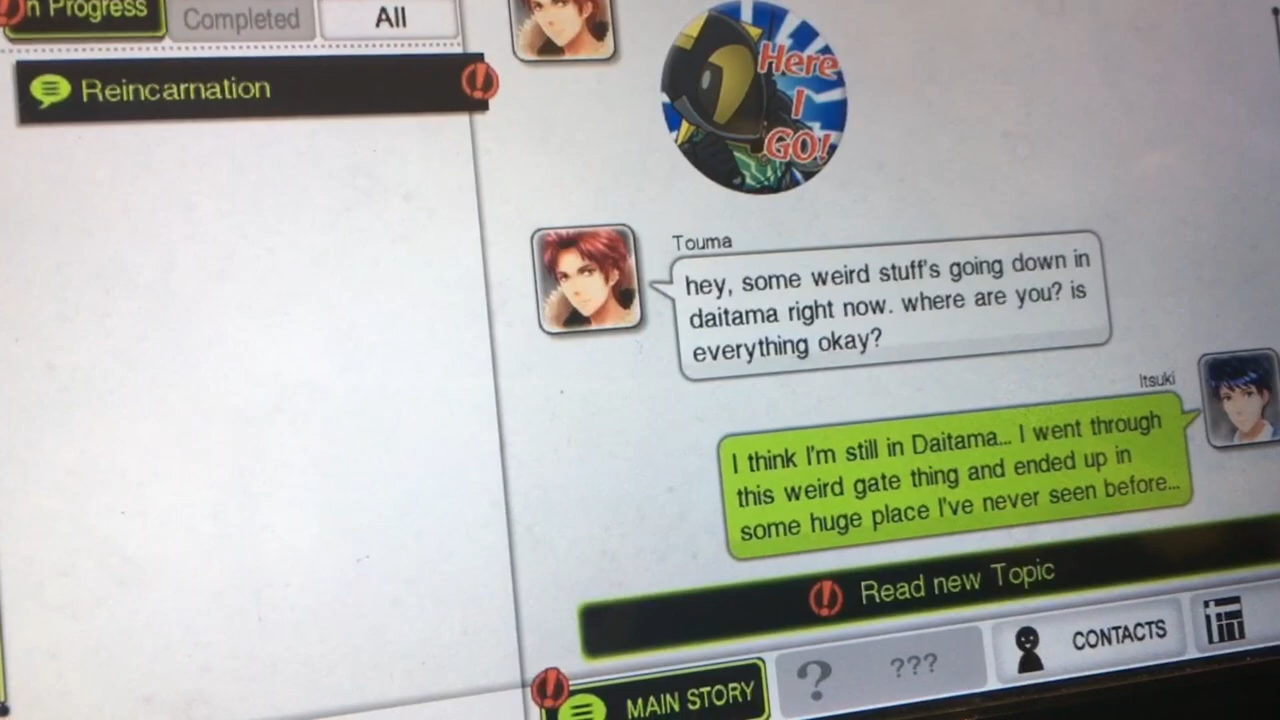 n Progress
Completed
All
Reincarnation
Here
I
GO!
Touma
hey, some weird stuff's going down in
daitama right now. where are you? is
everything okay?
Itsuki
I think I'm still in Daitama... I went through
this weird gate thing and ended up in
some huge place I've never seen before...
Read new Topic
MAIN STORY
? ???
CONTACTS